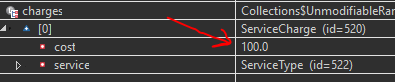 charges Collections$UnmodifiableRan
[0] ServiceCharge (id=520)
cost 100.0
service ServiceType (id=522)